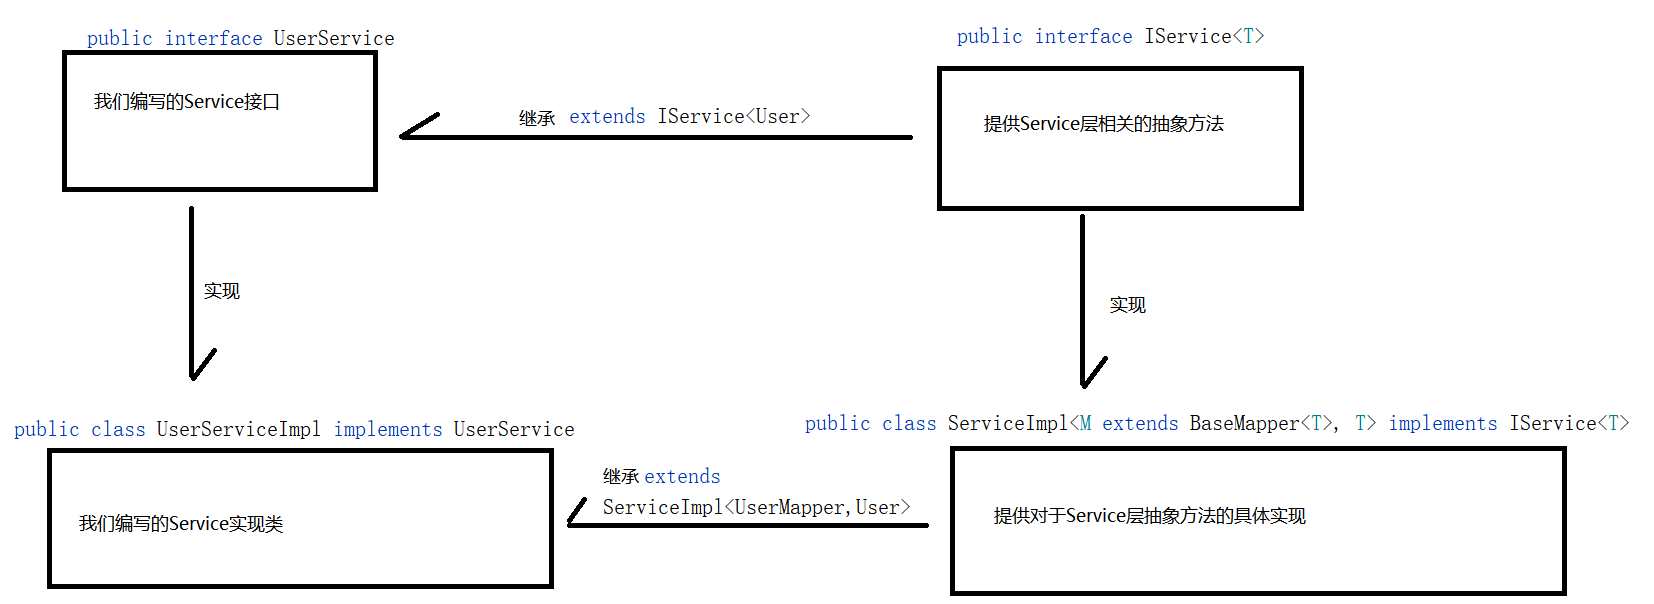 public interface UserService
public interface IService<T>
我们编写的Service接口
继承 extends IService<User>
提供Service层相关的抽象方法
实现
实现
public class UserServiceImpl implements UserService
public class ServiceImpl<M extends BaseMapper<T>, T> implements IService<T>
继承 extends
ServiceImpl<UserMapper,User>
我们编写的Service实现类
提供对于Service层抽象方法的具体实现